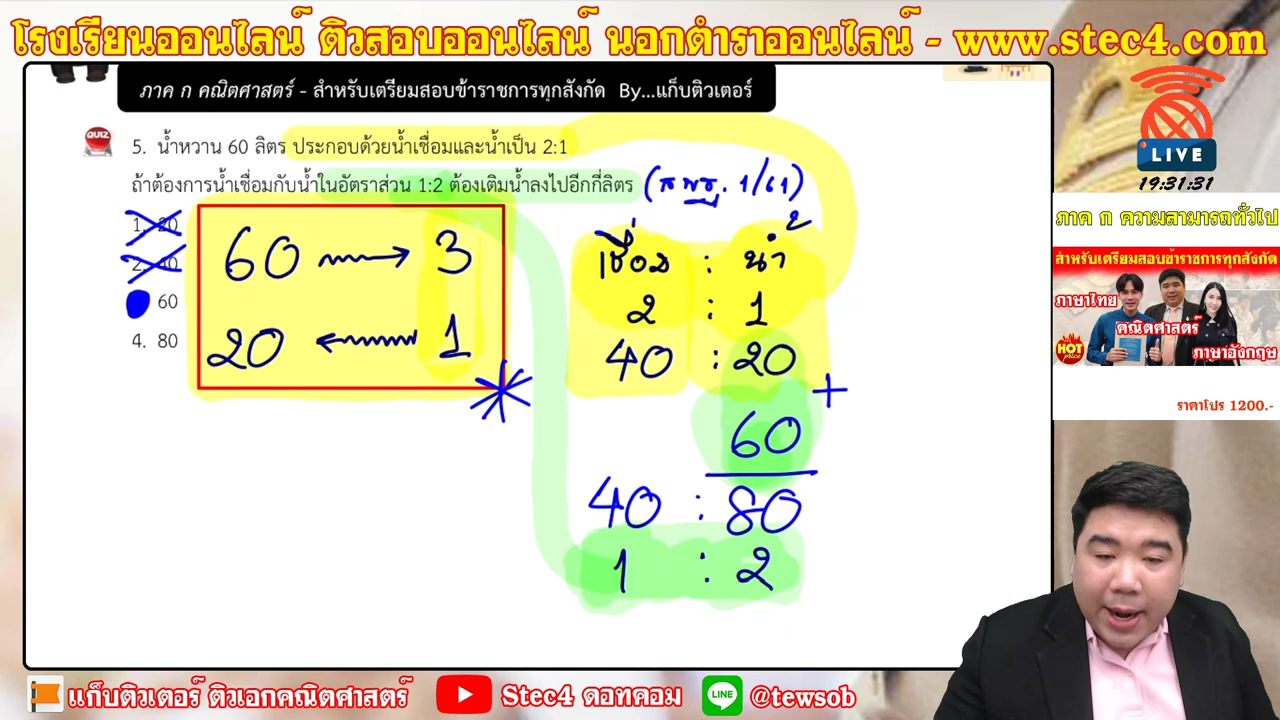 โรงเรียนออนไลน์ ติวสอบออนไลน์ นอกตำราออนไลน์ - www.stec4.com
ภาค ก คณิตศาสตร์ - สำหรับเตรียมสอบข้าราชการทุกสังกัด By...แก็บติวเตอร์
QUIZ
5. น้ำหวาน 60 ลิตร ประกอบด้วยน้ำเชื่อมและน้ำเป็น 2:1
ถ้าต้องการน้ำเชื่อมกับน้ำในอัตราส่วน 1:2 ต้องเติมน้ำลงไปอีกกี่ลิตร
1. 20
60
4. 80
60 3
20 1
เชื่อม : น้ำ
2 : 1
40 : 20
+
60
40 : 80
1 : 2
LIVE
19:31:31
ภาค ก ความสามารถทั่วไป
สำหรับเตรียมสอบข้าราชการทุกสังกัด
ภาษาไทย
คณิตศาสตร์
ภาษาอังกฤษ
HOT
price
ราคาโปร 1200.-
แก็บติวเตอร์ ติวเอกคณิตศาสตร์
Stec4 ดอทคอม
LINE
@tewsob